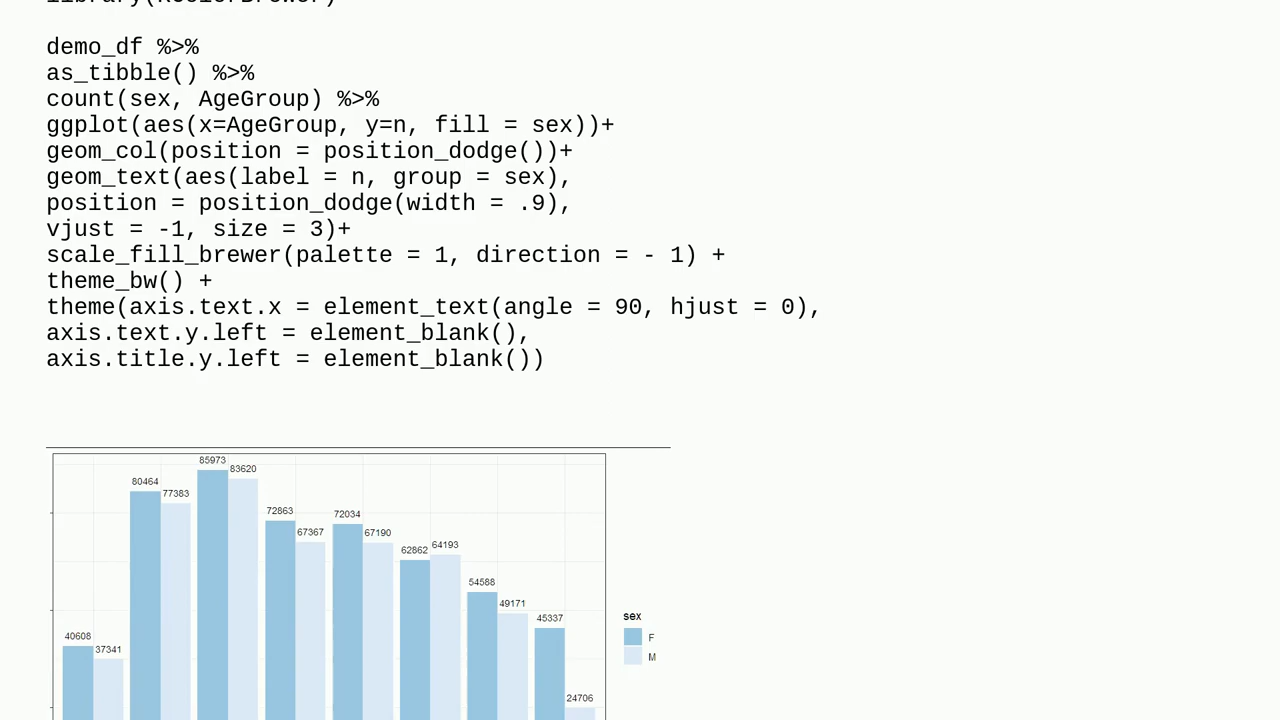 demo_df %>%
as_tibble() %>%
count(sex, AgeGroup) %>%
ggplot(aes(x=AgeGroup, y=n, fill = sex))+
geom_col(position = position_dodge())+
geom_text(aes(label = n, group = sex),
position = position_dodge(width = .9),
vjust = -1, size = 3)+
scale_fill_brewer(palette = 1, direction = - 1) +
theme_bw() +
theme(axis.text.x = element_text(angle = 90, hjust = 0),
axis.text.y.left = element_blank(),
axis.title.y.left = element_blank())
40608
37341
80464
77383
85973
83620
72863
67367
72034
67190
62862
64193
54588
49171
45337
24706
sex
F
M